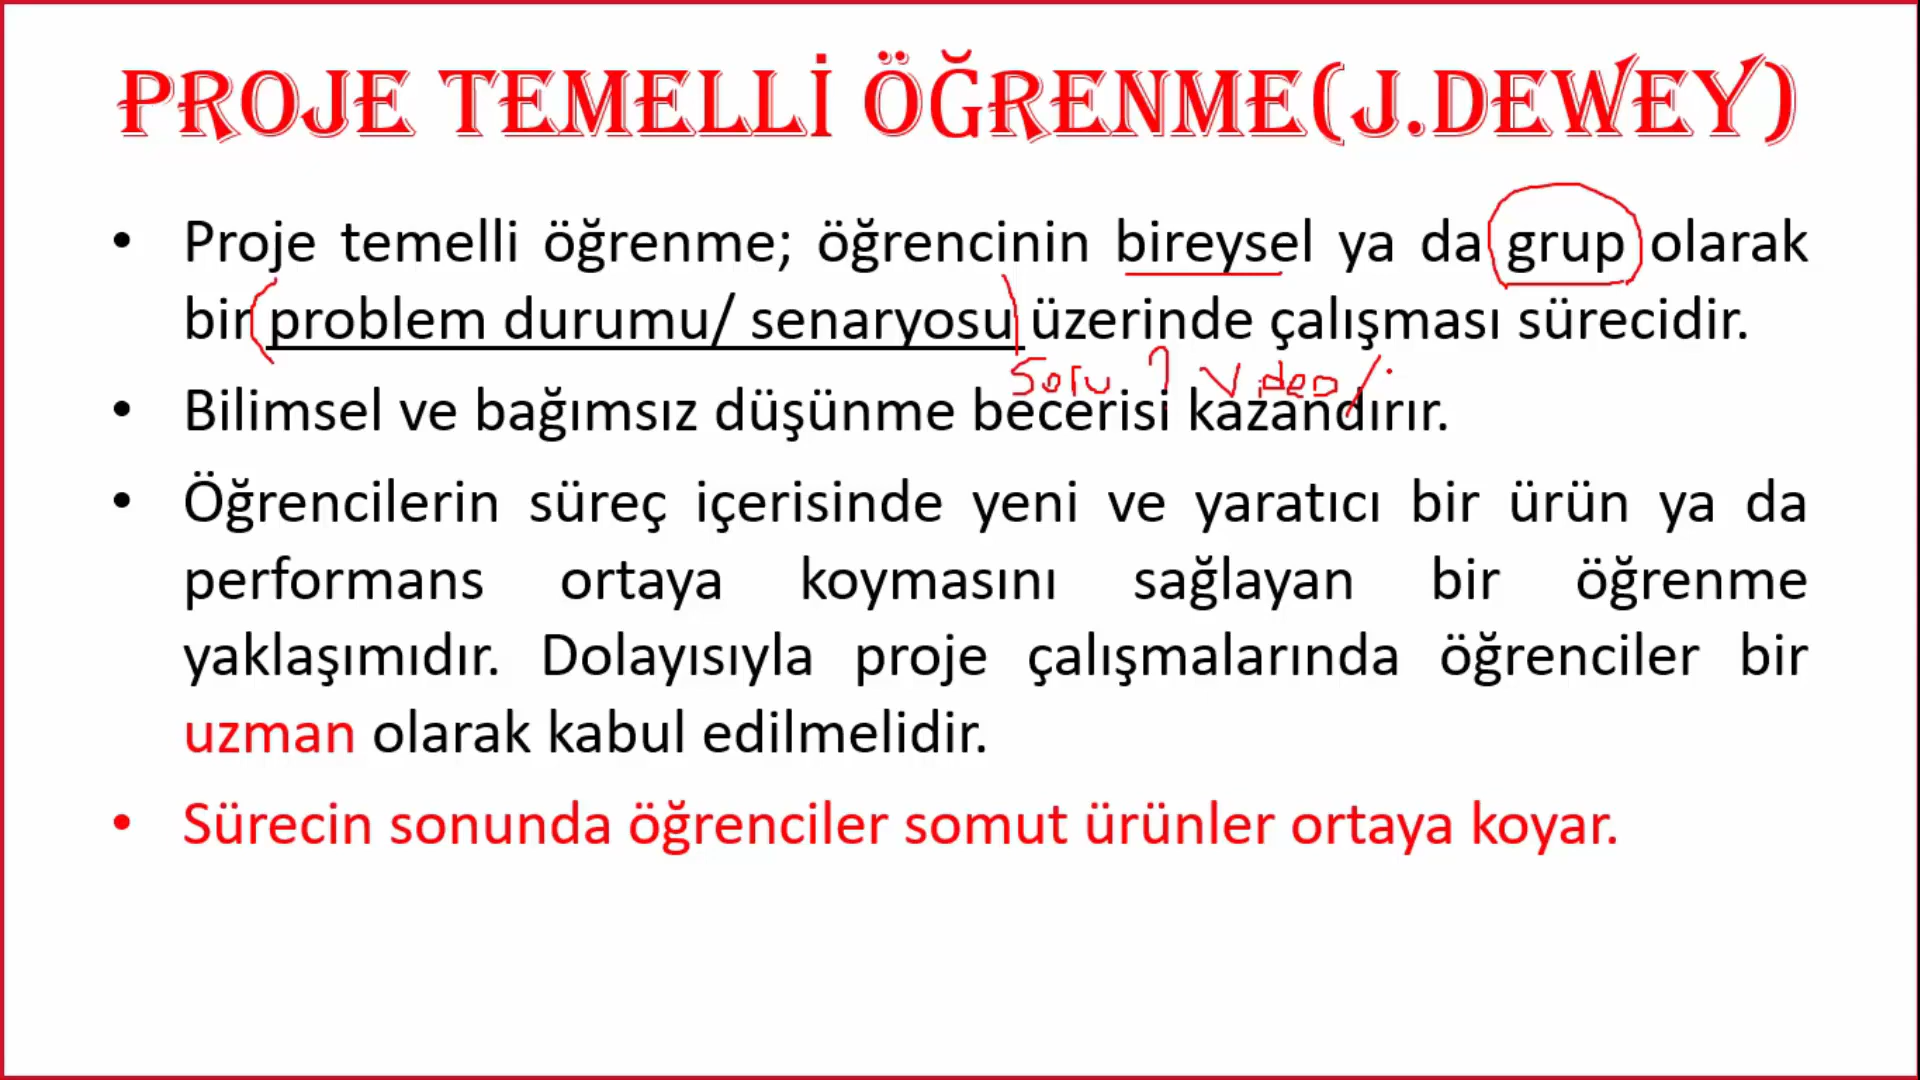 PROJE TEMELLİ ÖĞRENME(J.DEWEY)
• Proje temelli öğrenme; öğrencinin bireysel ya da grup olarak
bir problem durumu/ senaryosu üzerinde çalışması sürecidir.
Soru ? Video /
• Bilimsel ve bağımsız düşünme becerisi kazandırır.
• Öğrencilerin süreç içerisinde yeni ve yaratıcı bir ürün ya da
performans ortaya koymasını sağlayan bir öğrenme
yaklaşımıdır. Dolayısıyla proje çalışmalarında öğrenciler bir
uzman olarak kabul edilmelidir.
• Sürecin sonunda öğrenciler somut ürünler ortaya koyar.